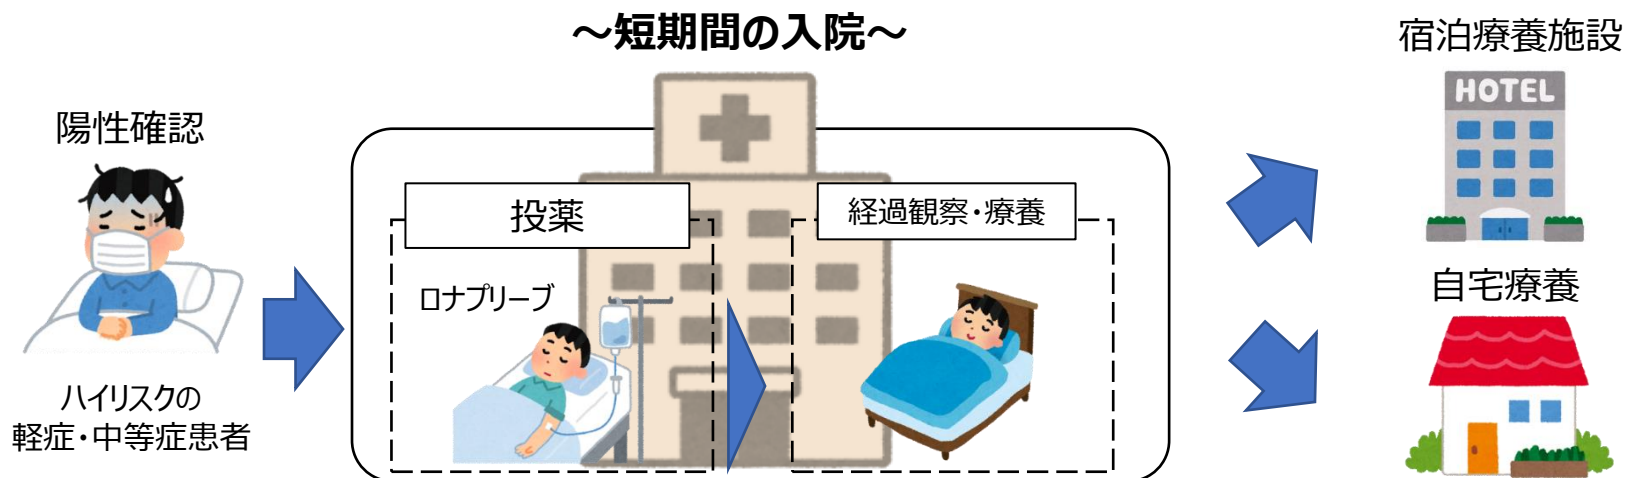 ～短期間の入院～
陽性確認
ハイリスクの
軽症・中等症患者
投薬
ロナプリーブ
経過観察・療養
宿泊療養施設
HOTEL
自宅療養